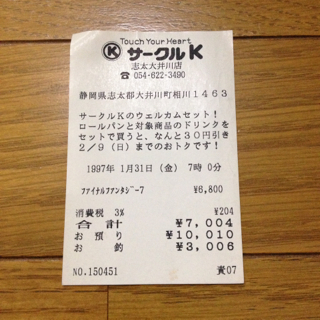 Touch Your Heart
K サークルK
志太大井川店
☎ 054-622-3490
静岡県志太郡大井川町相川1463
サークルKのウェルカムセット!
ロールパンと対象商品のドリンクを
セットで買うと、なんと30円引き
2/9(日)までのおトクです!
1997年 1月31日(金) 7時 0分
ファイナルファンタジ-7 ¥6,800
消費税 3% ¥204
合計 ¥7,004
お預り ¥10,010
お釣 ¥3,006
NO.150451 責07